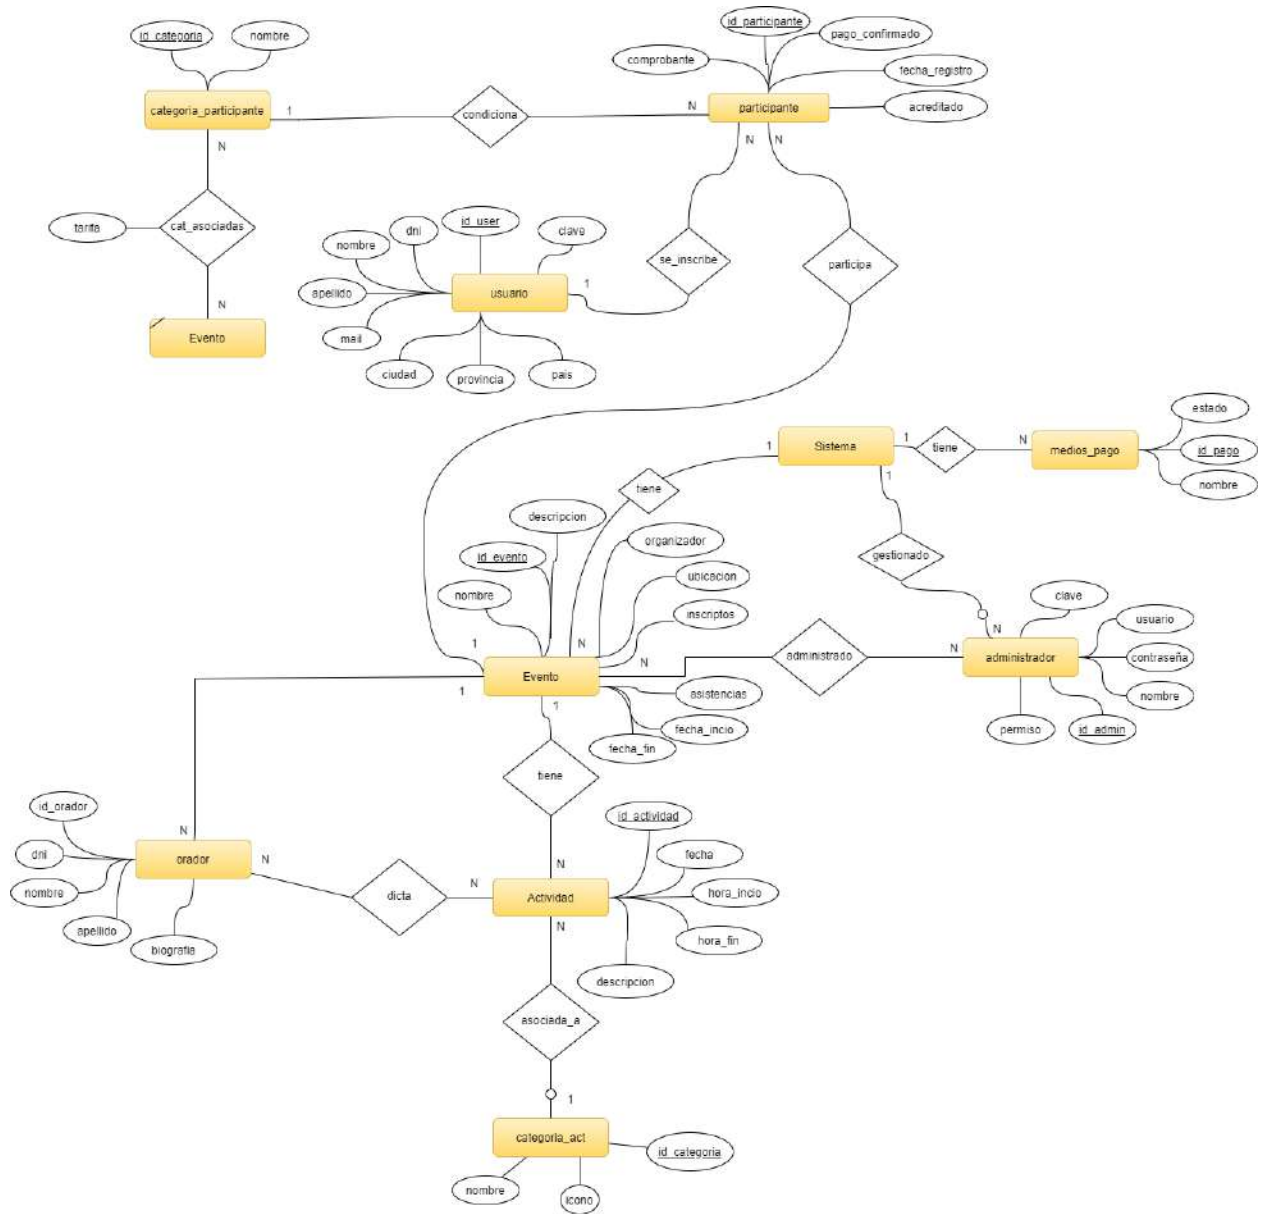 id_participante
id_categoria
nombre
pago_confirmado
comprobante
fecha_registro
categoria_participante
1
condiciona
N
participante
acreditado
N
N
N
tarifa
cat_asociadas
id_user
dni
clave
nombre
se_inscribe
participa
apellido
usuario
1
N
Evento
mail
ciudad
provincia
pais
estado
Sistema
1
1
tiene
N
medios_pago
id_pago
1
nombre
tiene
descripcion
organizador
id_evento
gestionado
ubicacion
nombre
clave
inscriptos
usuario
1
N
N
administrado
N
N
administrador
contraseña
Evento
1
1
asistencias
nombre
fecha_incio
permiso
id_admin
fecha_fin
tiene
id_orador
id_actividad
N
dni
orador
N
fecha
N
nombre
dicta
N
Actividad
hora_incio
apellido
N
hora_fin
biografia
descripcion
asociada_a
1
categoria_act
id_categoria
nombre
icono